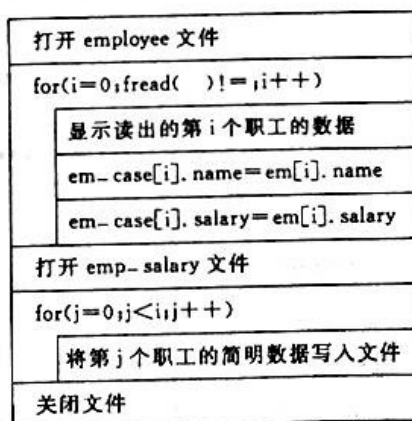 打开 employee 文件
for(i=0;fread(    )!=,i++)
显示读出的第 i 个职工的数据
em_case[i].name=em[i].name
em_case[i].salary=em[i].salary
打开 emp_salary 文件
for(j=0;j<i;j++)
将第 j 个职工的简明数据写入文件
关闭文件